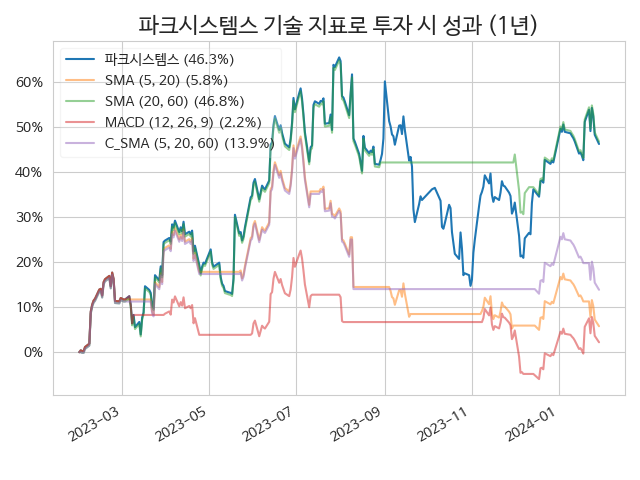 파크시스템스 기술 지표로 투자 시 성과 (1년)
파크시스템스 (46.3%)
SMA (5, 20) (5.8%)
SMA (20, 60) (46.8%)
MACD (12, 26, 9) (2.2%)
C_SMA (5, 20, 60) (13.9%)
60%
50%
40%
30%
20%
10%
0%
2023-03
2023-05
2023-07
2023-09
2023-11
2024-01